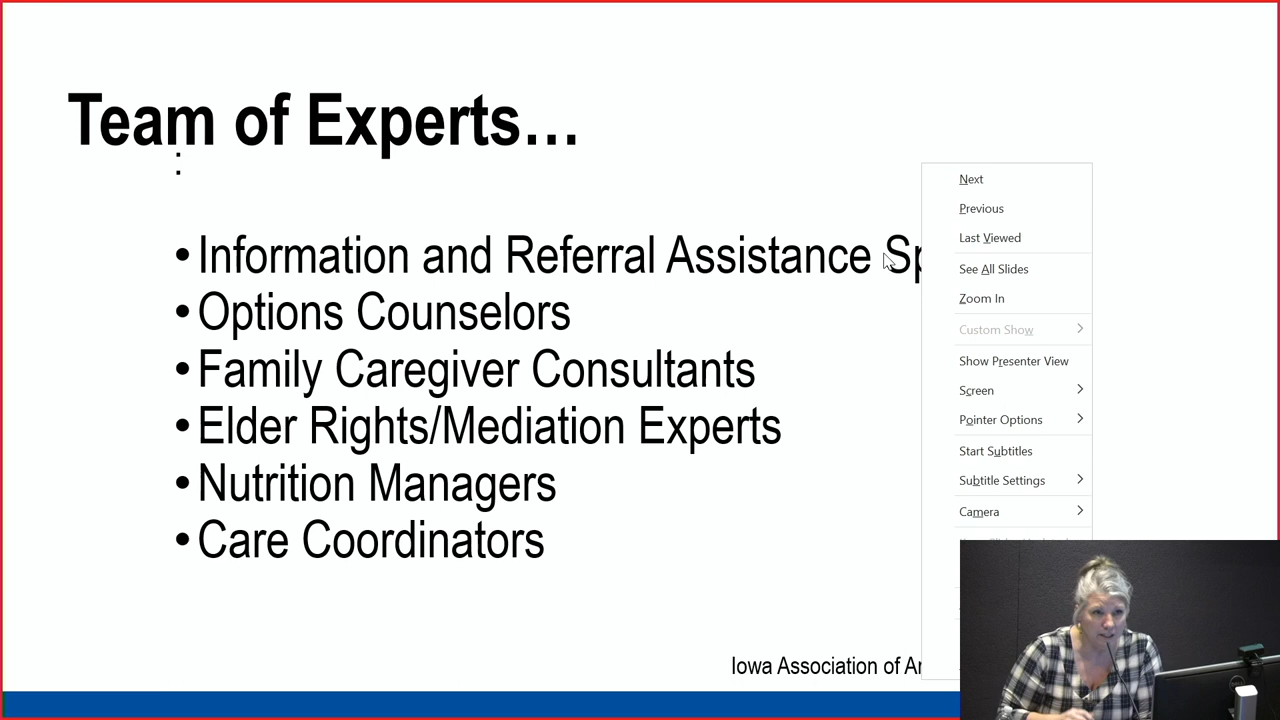 Team of Experts…
:
• Information and Referral Assistance
• Options Counselors
• Family Caregiver Consultants
• Elder Rights/Mediation Experts
• Nutrition Managers
• Care Coordinators
Iowa Association of
Next
Previous
Last Viewed
See All Slides
Zoom In
Custom Show
Show Presenter View
Screen
Pointer Options
Start Subtitles
Subtitle Settings
Camera